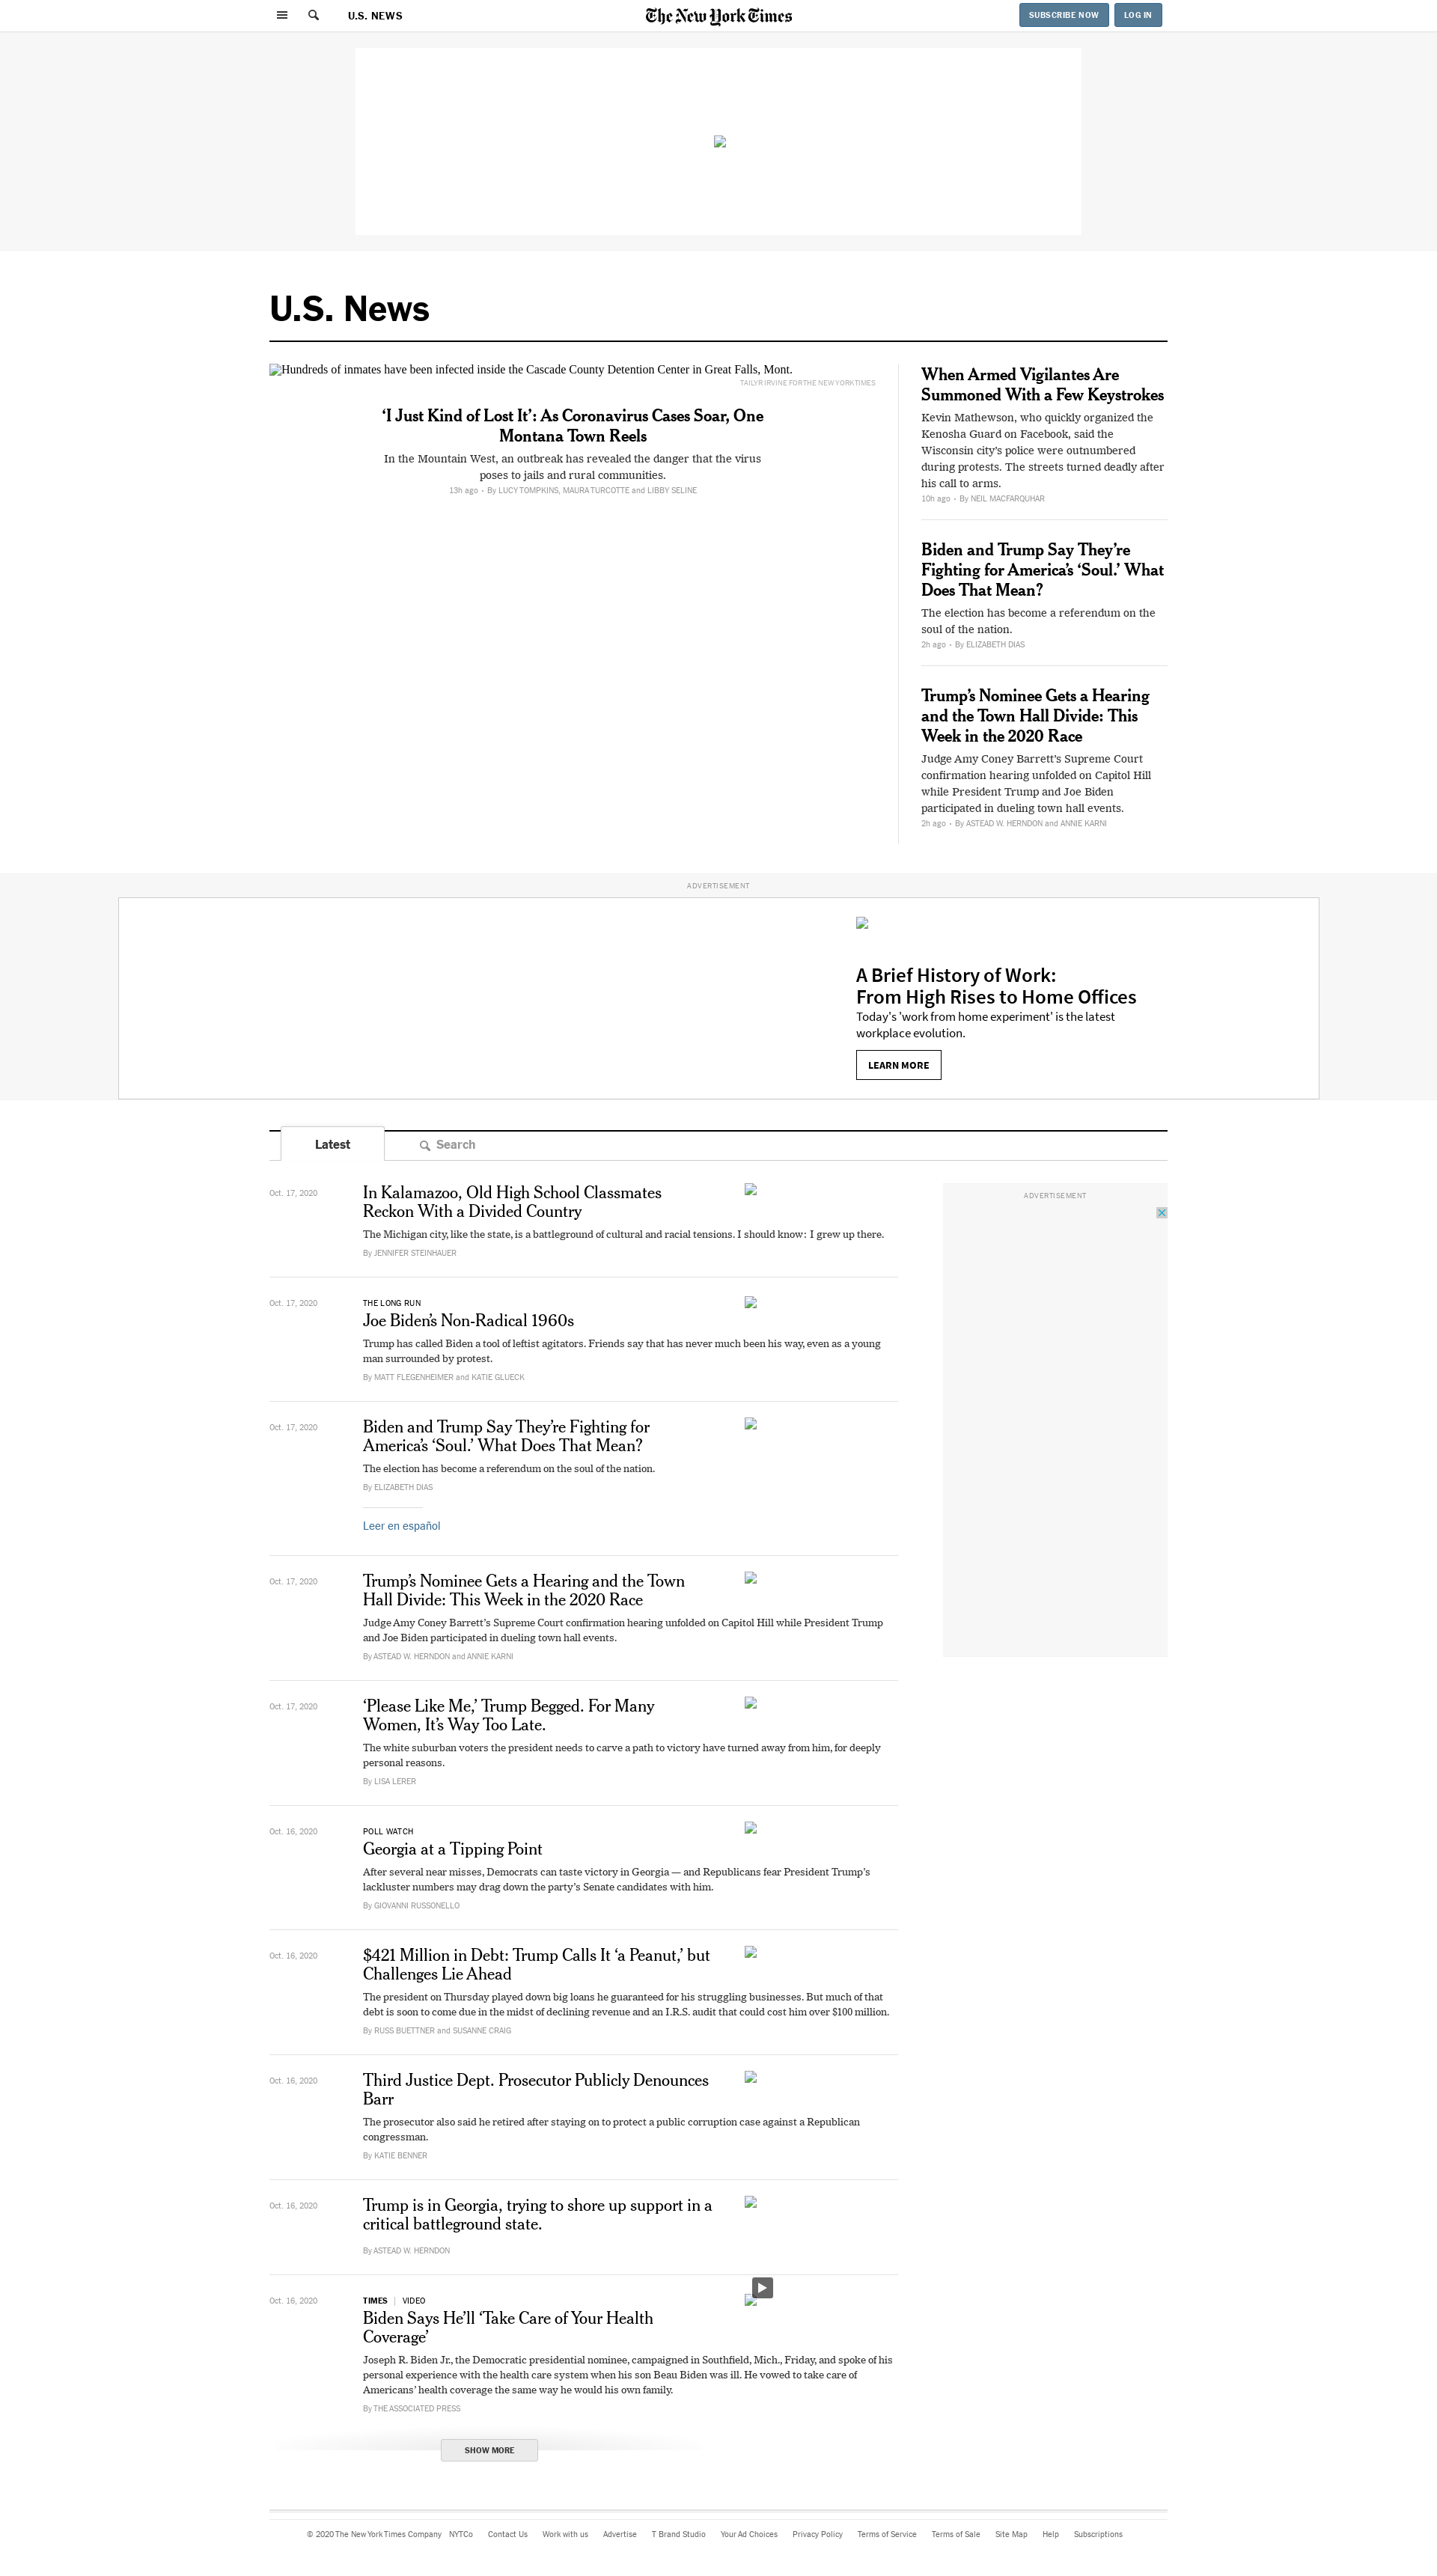 U.S. NEWS
The New York Times
SUBSCRIBE NOW
LOG IN
U.S. News
Hundreds of inmates have been infected inside the Cascade County Detention Center in Great Falls, Mont.
TAILYR IRVINE FOR THE NEW YORK TIMES
‘I Just Kind of Lost It’: As Coronavirus Cases Soar, One
Montana Town Reels
In the Mountain West, an outbreak has revealed the danger that the virus
poses to jails and rural communities.
13h ago • By LUCY TOMPKINS, MAURA TURCOTTE and LIBBY SELINE
When Armed Vigilantes Are
Summoned With a Few Keystrokes
Kevin Mathewson, who quickly organized the
Kenosha Guard on Facebook, said the
Wisconsin city’s police were outnumbered
during protests. The streets turned deadly after
his call to arms.
10h ago • By NEIL MACFARQUHAR
Biden and Trump Say They’re
Fighting for America’s ‘Soul.’ What
Does That Mean?
The election has become a referendum on the
soul of the nation.
2h ago • By ELIZABETH DIAS
Trump’s Nominee Gets a Hearing
and the Town Hall Divide: This
Week in the 2020 Race
Judge Amy Coney Barrett’s Supreme Court
confirmation hearing unfolded on Capitol Hill
while President Trump and Joe Biden
participated in dueling town hall events.
2h ago • By ASTEAD W. HERNDON and ANNIE KARNI
ADVERTISEMENT
A Brief History of Work:
From High Rises to Home Offices
Today's 'work from home experiment' is the latest
workplace evolution.
LEARN MORE
Latest
Search
ADVERTISEMENT
Oct. 17, 2020
In Kalamazoo, Old High School Classmates
Reckon With a Divided Country
The Michigan city, like the state, is a battleground of cultural and racial tensions. I should know: I grew up there.
By JENNIFER STEINHAUER
Oct. 17, 2020
THE LONG RUN
Joe Biden’s Non-Radical 1960s
Trump has called Biden a tool of leftist agitators. Friends say that has never much been his way, even as a young
man surrounded by protest.
By MATT FLEGENHEIMER and KATIE GLUECK
Oct. 17, 2020
Biden and Trump Say They’re Fighting for
America’s ‘Soul.’ What Does That Mean?
The election has become a referendum on the soul of the nation.
By ELIZABETH DIAS
Leer en español
Oct. 17, 2020
Trump’s Nominee Gets a Hearing and the Town
Hall Divide: This Week in the 2020 Race
Judge Amy Coney Barrett’s Supreme Court confirmation hearing unfolded on Capitol Hill while President Trump
and Joe Biden participated in dueling town hall events.
By ASTEAD W. HERNDON and ANNIE KARNI
Oct. 17, 2020
‘Please Like Me,’ Trump Begged. For Many
Women, It’s Way Too Late.
The white suburban voters the president needs to carve a path to victory have turned away from him, for deeply
personal reasons.
By LISA LERER
Oct. 16, 2020
POLL WATCH
Georgia at a Tipping Point
After several near misses, Democrats can taste victory in Georgia — and Republicans fear President Trump’s
lackluster numbers may drag down the party’s Senate candidates with him.
By GIOVANNI RUSSONELLO
Oct. 16, 2020
$421 Million in Debt: Trump Calls It ‘a Peanut,’ but
Challenges Lie Ahead
The president on Thursday played down big loans he guaranteed for his struggling businesses. But much of that
debt is soon to come due in the midst of declining revenue and an I.R.S. audit that could cost him over $100 million.
By RUSS BUETTNER and SUSANNE CRAIG
Oct. 16, 2020
Third Justice Dept. Prosecutor Publicly Denounces
Barr
The prosecutor also said he retired after staying on to protect a public corruption case against a Republican
congressman.
By KATIE BENNER
Oct. 16, 2020
Trump is in Georgia, trying to shore up support in a
critical battleground state.
By ASTEAD W. HERNDON
Oct. 16, 2020
TIMES | VIDEO
Biden Says He’ll ‘Take Care of Your Health
Coverage’
Joseph R. Biden Jr., the Democratic presidential nominee, campaigned in Southfield, Mich., Friday, and spoke of his
personal experience with the health care system when his son Beau Biden was ill. He vowed to take care of
Americans’ health coverage the same way he would his own family.
By THE ASSOCIATED PRESS
SHOW MORE
© 2020 The New York Times Company NYTCo Contact Us Work with us Advertise T Brand Studio Your Ad Choices Privacy Policy Terms of Service Terms of Sale Site Map Help Subscriptions